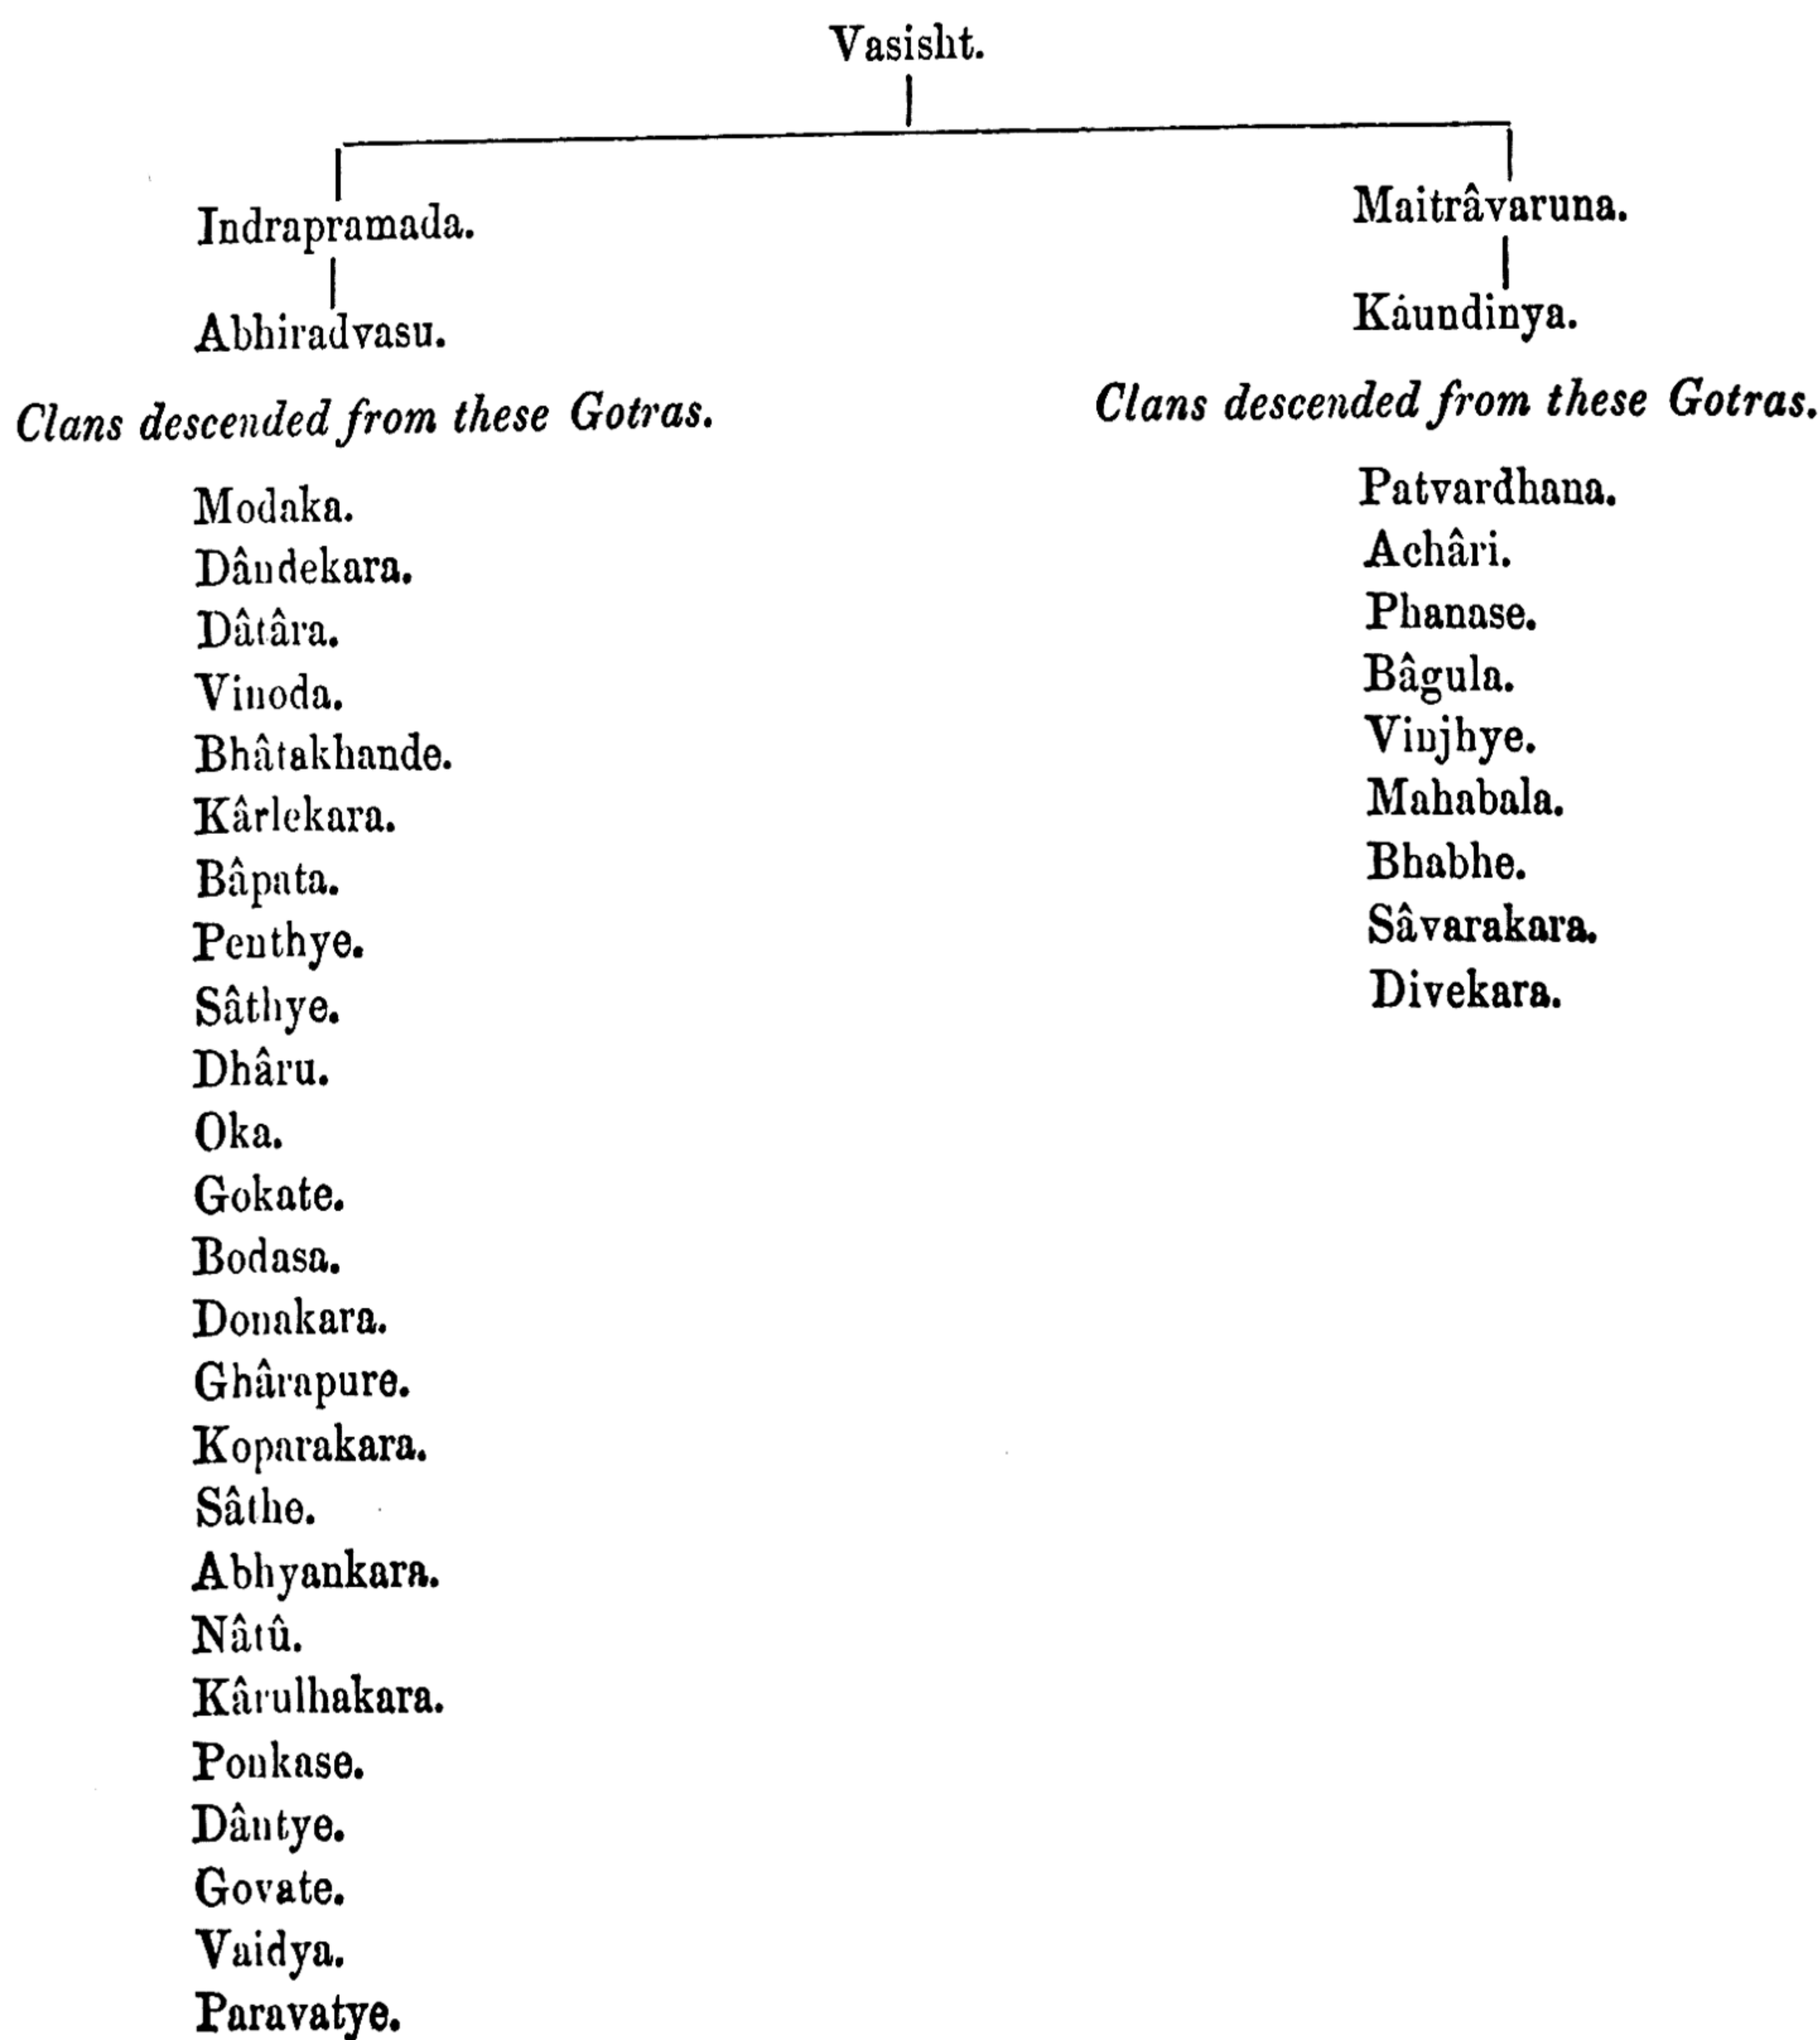 Vasisht.
Indrapramada.
Abhiradvasu.
Clans descended from these Gotras.
Modaka.
Dândekara.
Dâtâra.
Vinoda.
Bhâtakhande.
Kârlekara.
Bâpata.
Penthye.
Sâthye.
Dhâru.
Oka.
Gokate.
Bodasa.
Donakara.
Ghârapure.
Koparakara.
Sâthe.
Abhyankara.
Nâtû.
Kârulhakara.
Ponkase.
Dântye.
Govate.
Vaidya.
Paravatye.
Maitrâvaruna.
Káundinya.
Clans descended from these Gotras.
Patvardhana.
Achâri.
Phanase.
Bâgula.
Vinjhye.
Mahabala.
Bhabhe.
Sâvarakara.
Divekara.